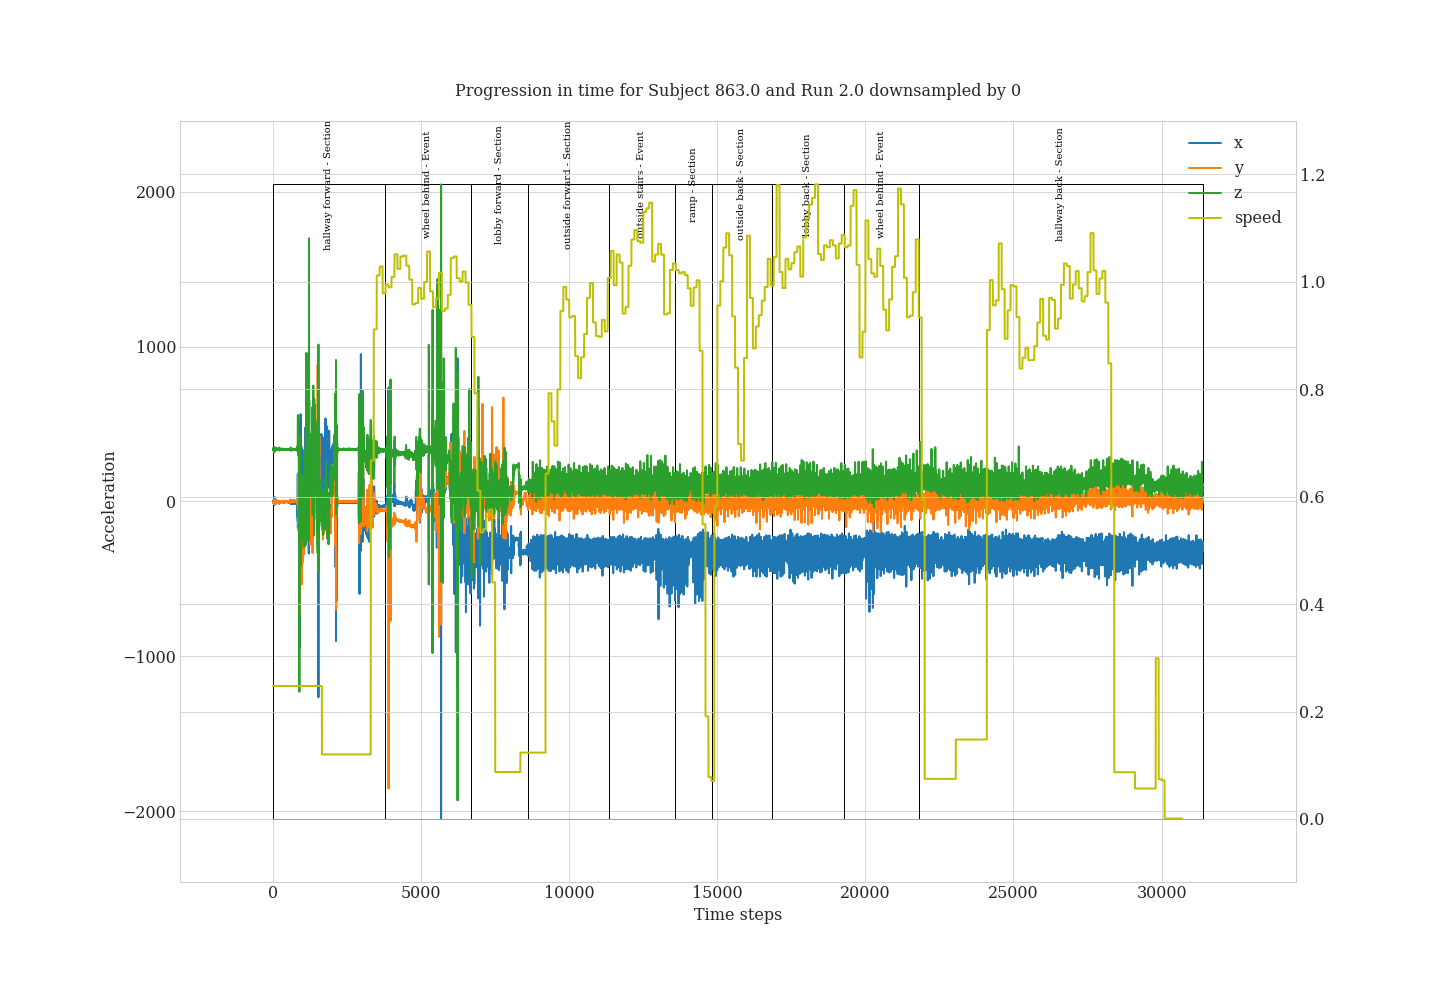 Progression in time for Subject 863.0 and Run 2.0 downsampled by 0
hallway forward - Section
wheel behind - Event
lobby forward - Section
outside forward - Section
outside stairs - Event
ramp - Section
outside back - Section
lobby back - Section
wheel behind - Event
hallway back - Section
x
y
z
speed
2000
1000
0
−1000
−2000
Acceleration
1.2
1.0
0.8
0.6
0.4
0.2
0.0
0
5000
10000
15000
20000
25000
30000
Time steps